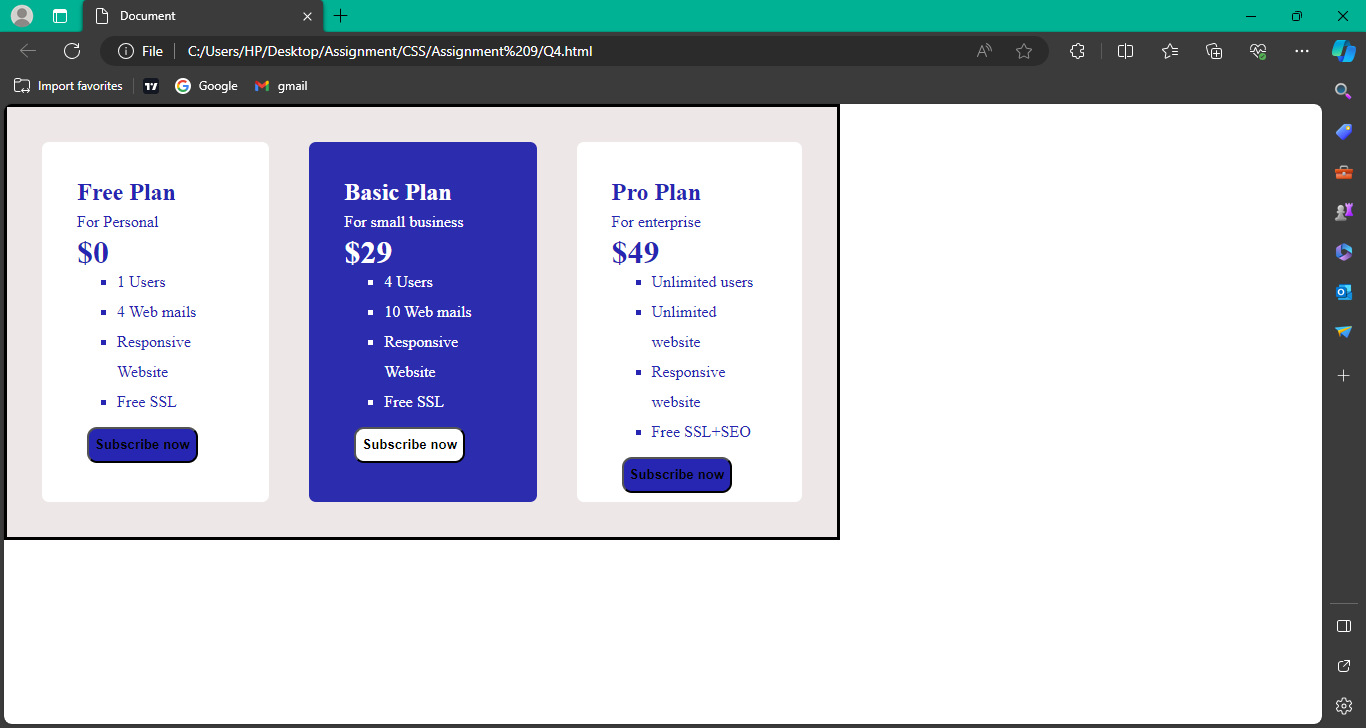 Document
File
C:/Users/HP/Desktop/Assignment/CSS/Assignment%209/Q4.html
Import favorites
Google
gmail
Free Plan
For Personal
$0
1 Users
4 Web mails
Responsive
Website
Free SSL
Subscribe now
Basic Plan
For small business
$29
4 Users
10 Web mails
Responsive
Website
Free SSL
Subscribe now
Pro Plan
For enterprise
$49
Unlimited users
Unlimited
website
Responsive
website
Free SSL+SEO
Subscribe now